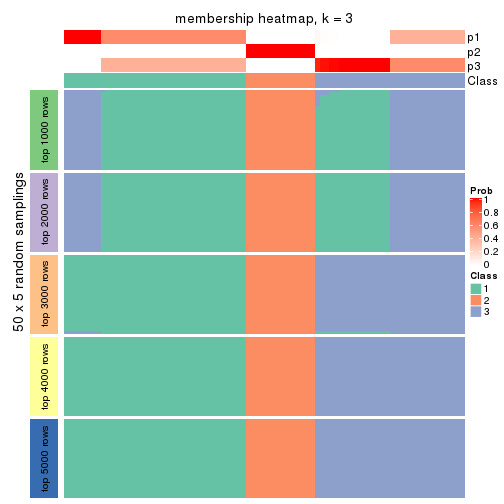 membership heatmap, k = 3
p1
p2
p3
Class
50 x 5 random samplings
top 1000 rows
top 2000 rows
top 3000 rows
top 4000 rows
top 5000 rows
Prob
1
0.8
0.6
0.4
0.2
0
Class
1
2
3